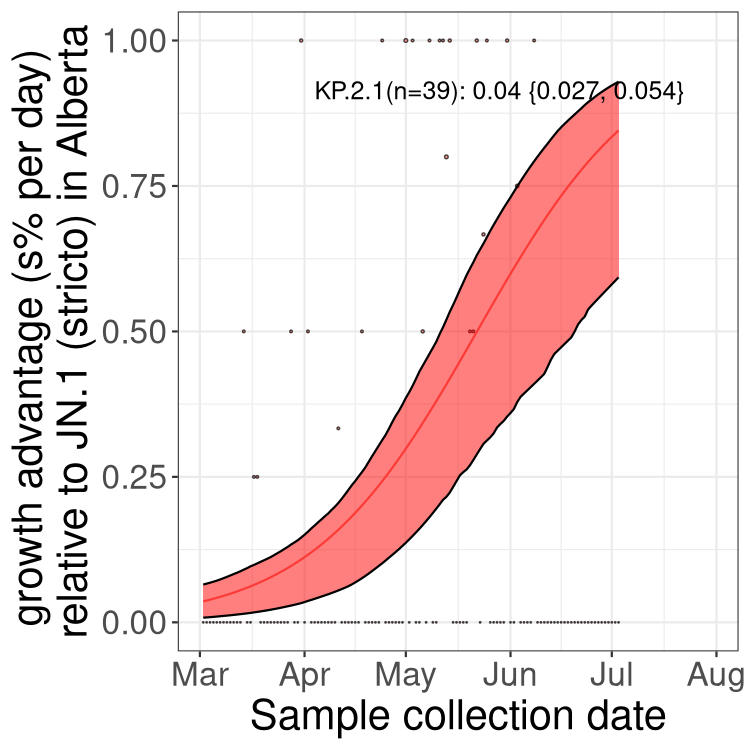 growth advantage (s% per day)
relative to JN.1 (stricto) in Alberta
1.00
0.75
0.50
0.25
0.00
KP.2.1(n=39): 0.04 {0.027, 0.054}
Mar Apr May Jun Jul Aug
Sample collection date